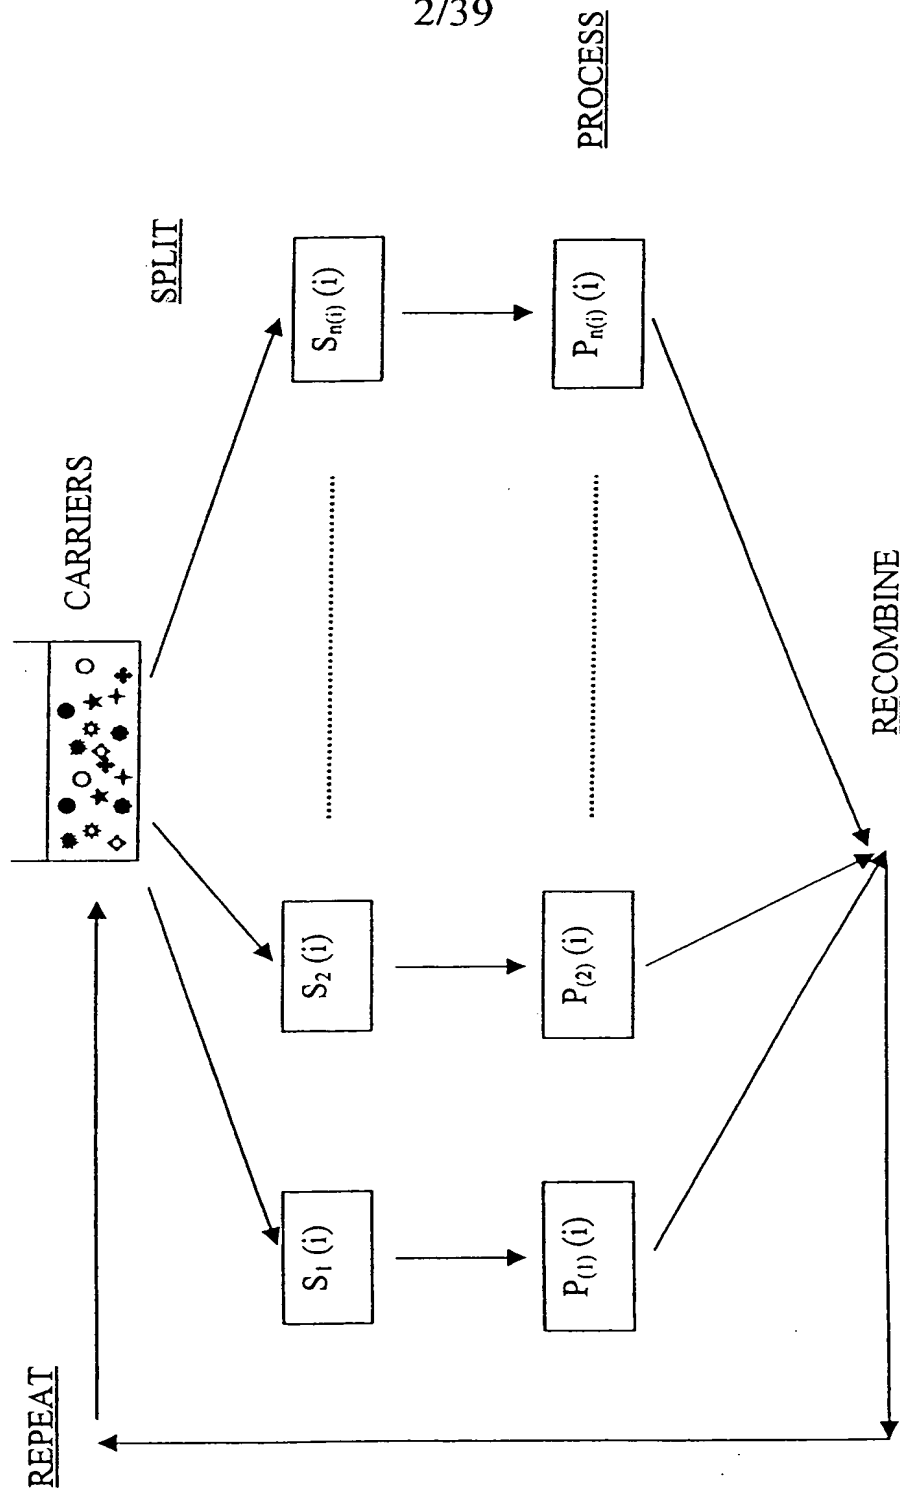 2/39
REPEAT
CARRIERS
SPLIT
S₁ (i)
S₂ (i)
Sₙ₍ᵢ₎ (i)
PROCESS
P₍₁₎ (i)
P₍₂₎ (i)
Pₙ₍ᵢ₎ (i)
RECOMBINE